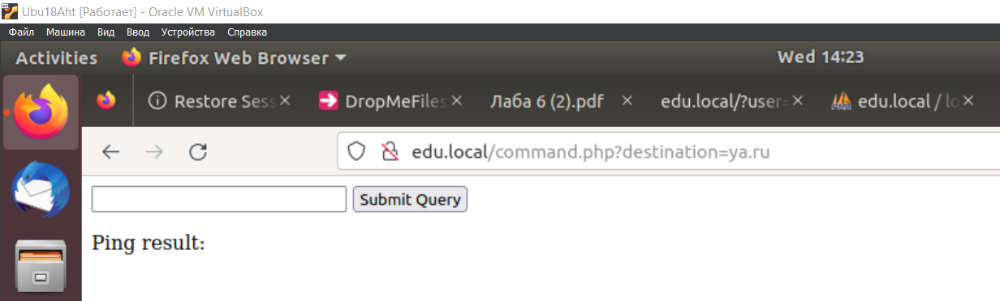 Ubu18Aht [Работает] - Oracle VM VirtualBox
Файл Машина Вид Ввод Устройства Справка
Activities Firefox Web Browser Wed 14:23
Restore Sess DropMeFiles Лаба 6 (2).pdf edu.local/?user= edu.local / lo
edu.local/command.php?destination=ya.ru
Submit Query
Ping result: